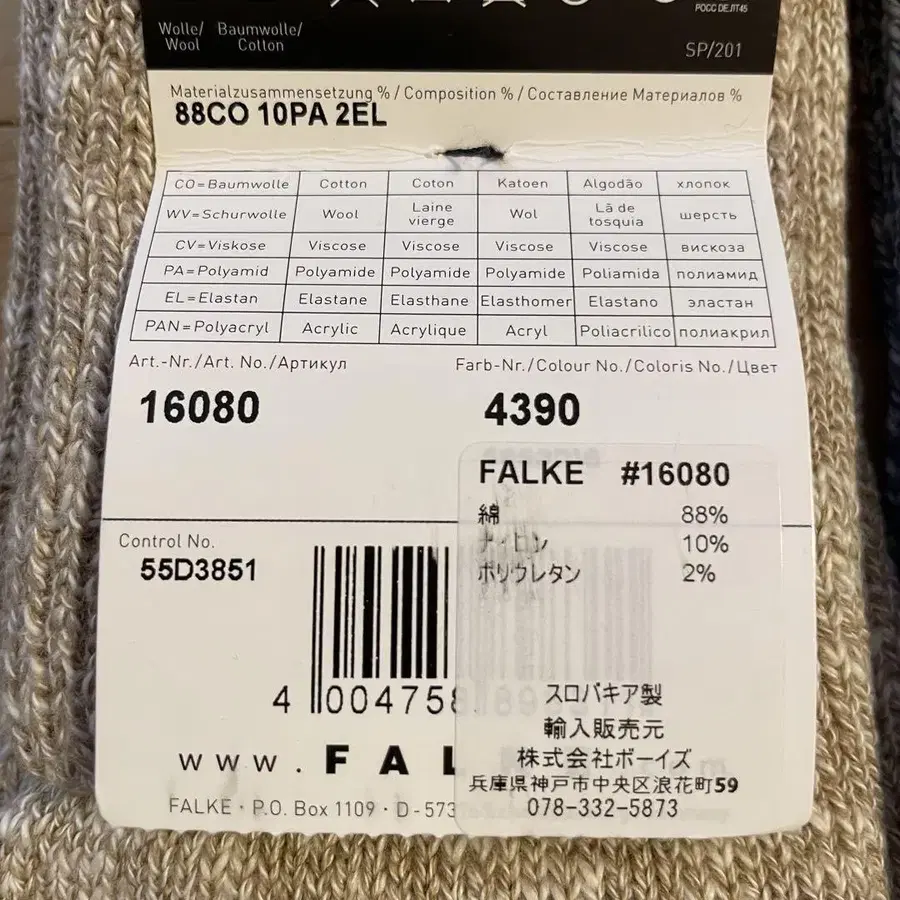 Wolle/ Baumwolle/
Wool Cotton
SP/201
Materialzusammensetzung % / Composition % / Составление Материалов %
88CO 10PA 2EL
CO=Baumwolle Cotton Coton Katoen Algodão хлопок
WV=Schurwolle Wool Laine vierge Wol Lã de tosquia шерсть
CV=Viskose Viscose Viscose Viscose Viscose вискоза
PA=Polyamid Polyamide Polyamide Polyamide Poliamida полиамид
EL=Elastan Elastane Elasthane Elasthomer Elastano эластан
PAN=Polyacryl Acrylic Acrylique Acryl Poliacrilico полиакрил
Art.-Nr./Art. No./Артикул Farb-Nr./Colour No./Coloris No./Цвет
16080 4390
FALKE #16080
綿 88%
ナイロン 10%
ポリウレタン 2%
Control No.
55D3851
4 004758
スロバキア製
輸入販売元
株式会社ボーイズ
兵庫県神戸市中央区浪花町59
078-332-5873
www.FAL
FALKE · P.O. Box 1109 · D-573